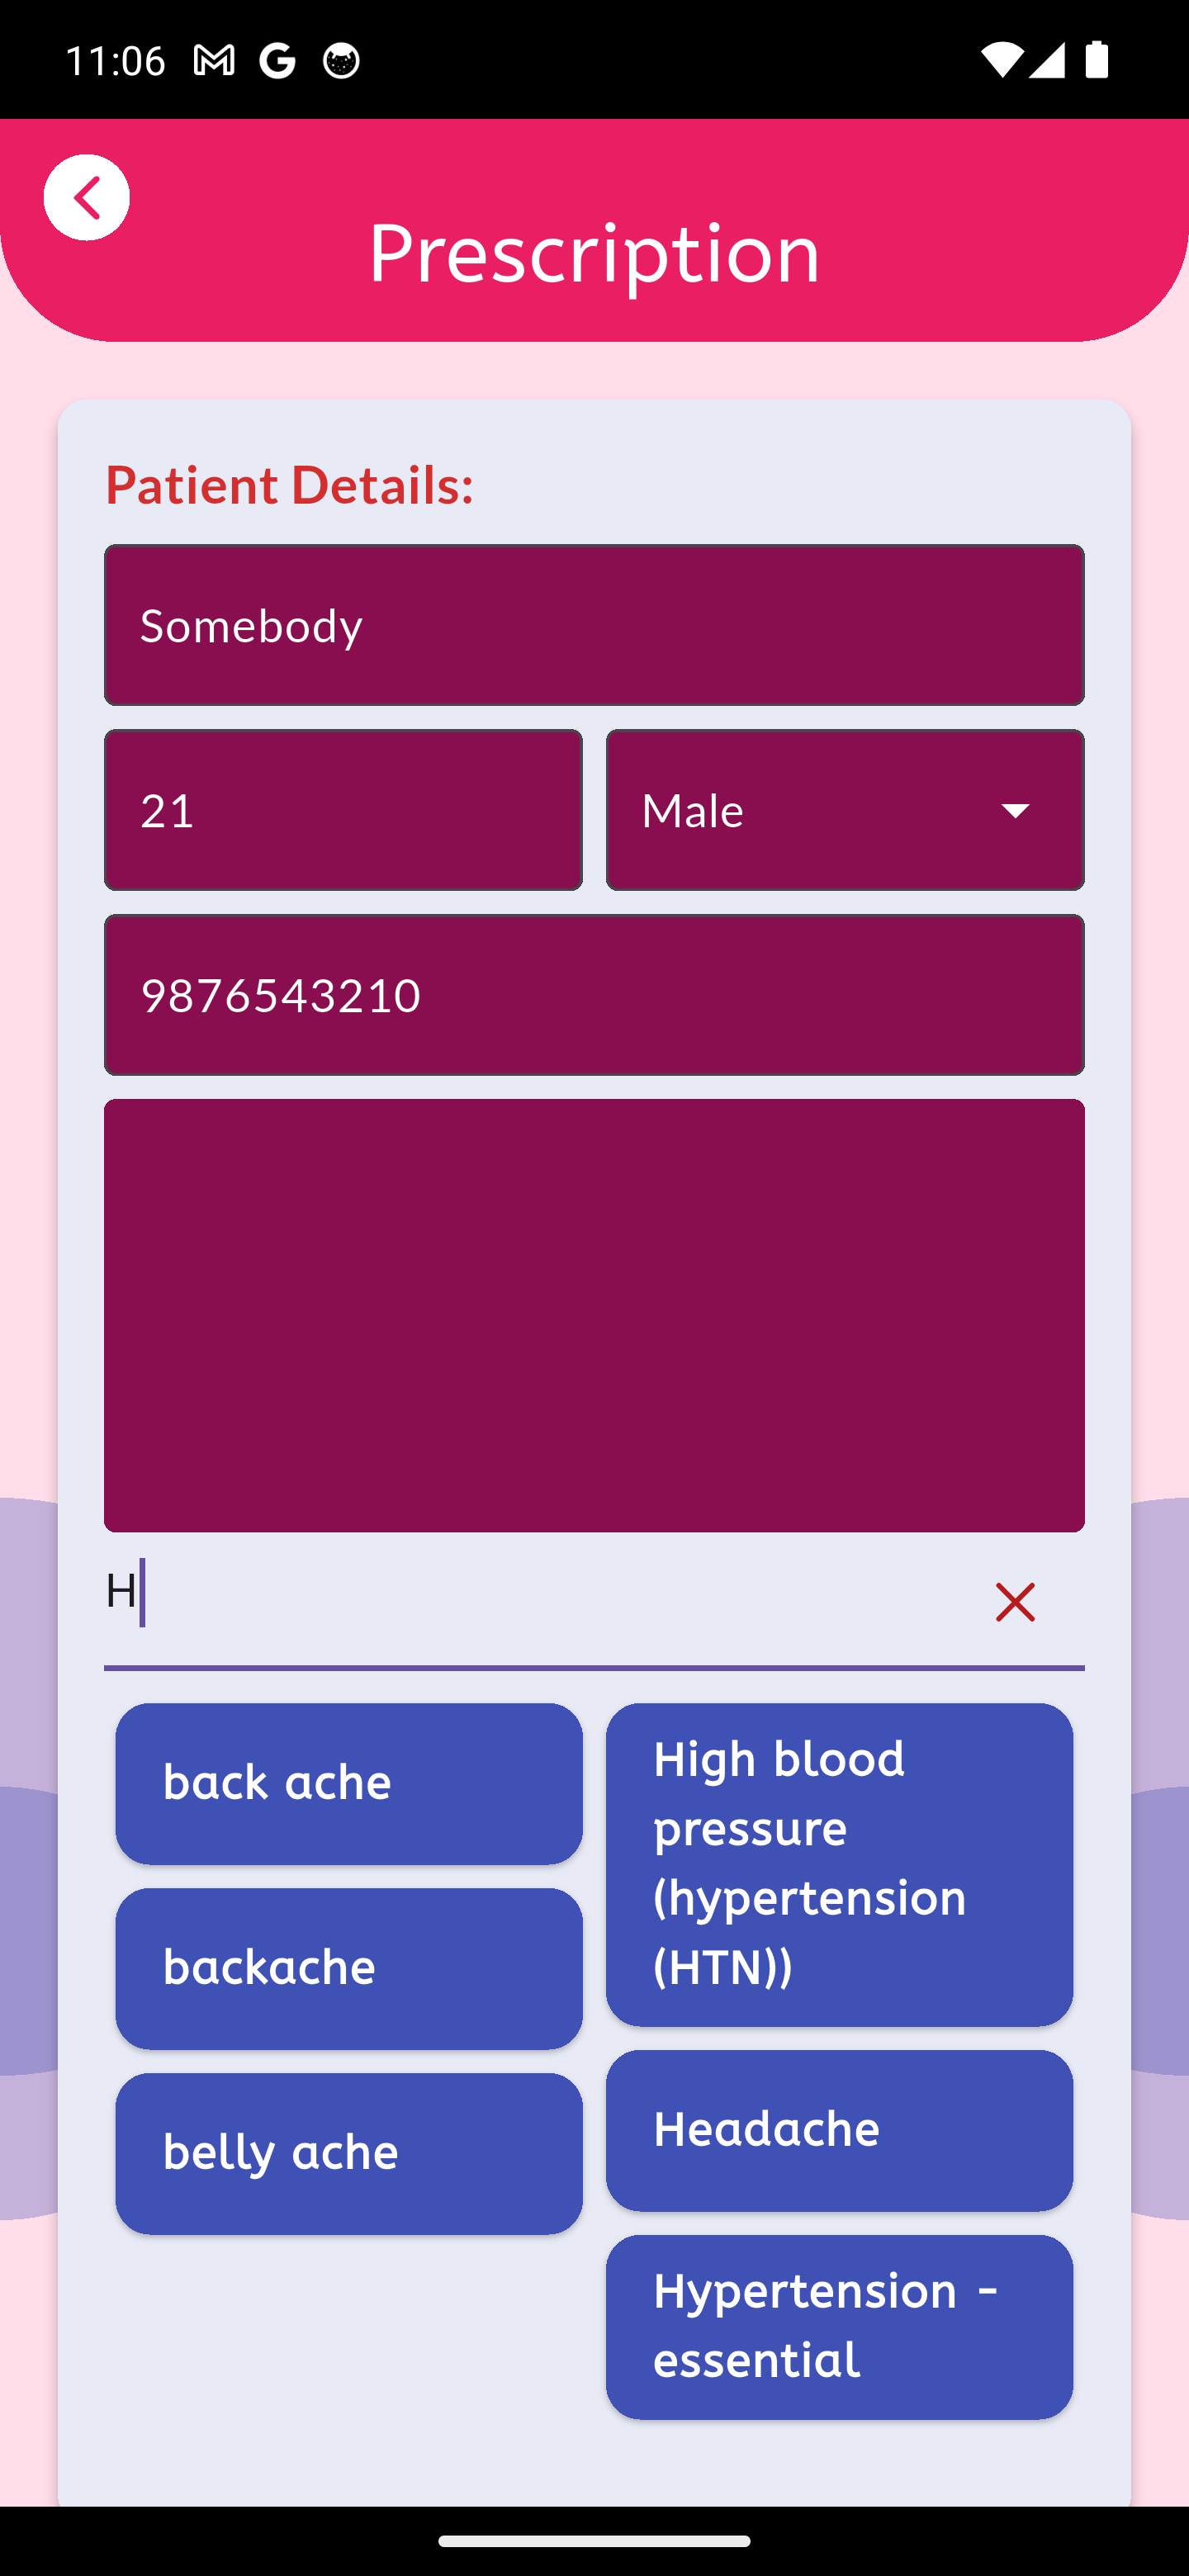 11:06
Prescription
Patient Details:
Somebody
21
Male
9876543210
H
back ache
backache
belly ache
High blood
pressure
(hypertension
(HTN))
Headache
Hypertension -
essential